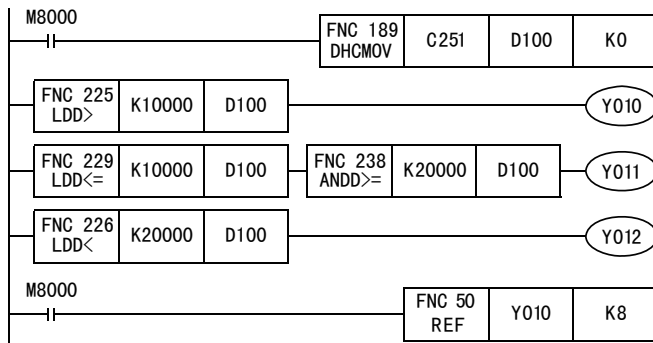 M8000
FNC 189 DHCMOV C251 D100 K0
FNC 225 LDD> K10000 D100 Y010
FNC 229 LDD<= K10000 D100 FNC 238 ANDD>= K20000 D100 Y011
FNC 226 LDD< K20000 D100 Y012
M8000
FNC 50 REF Y010 K8